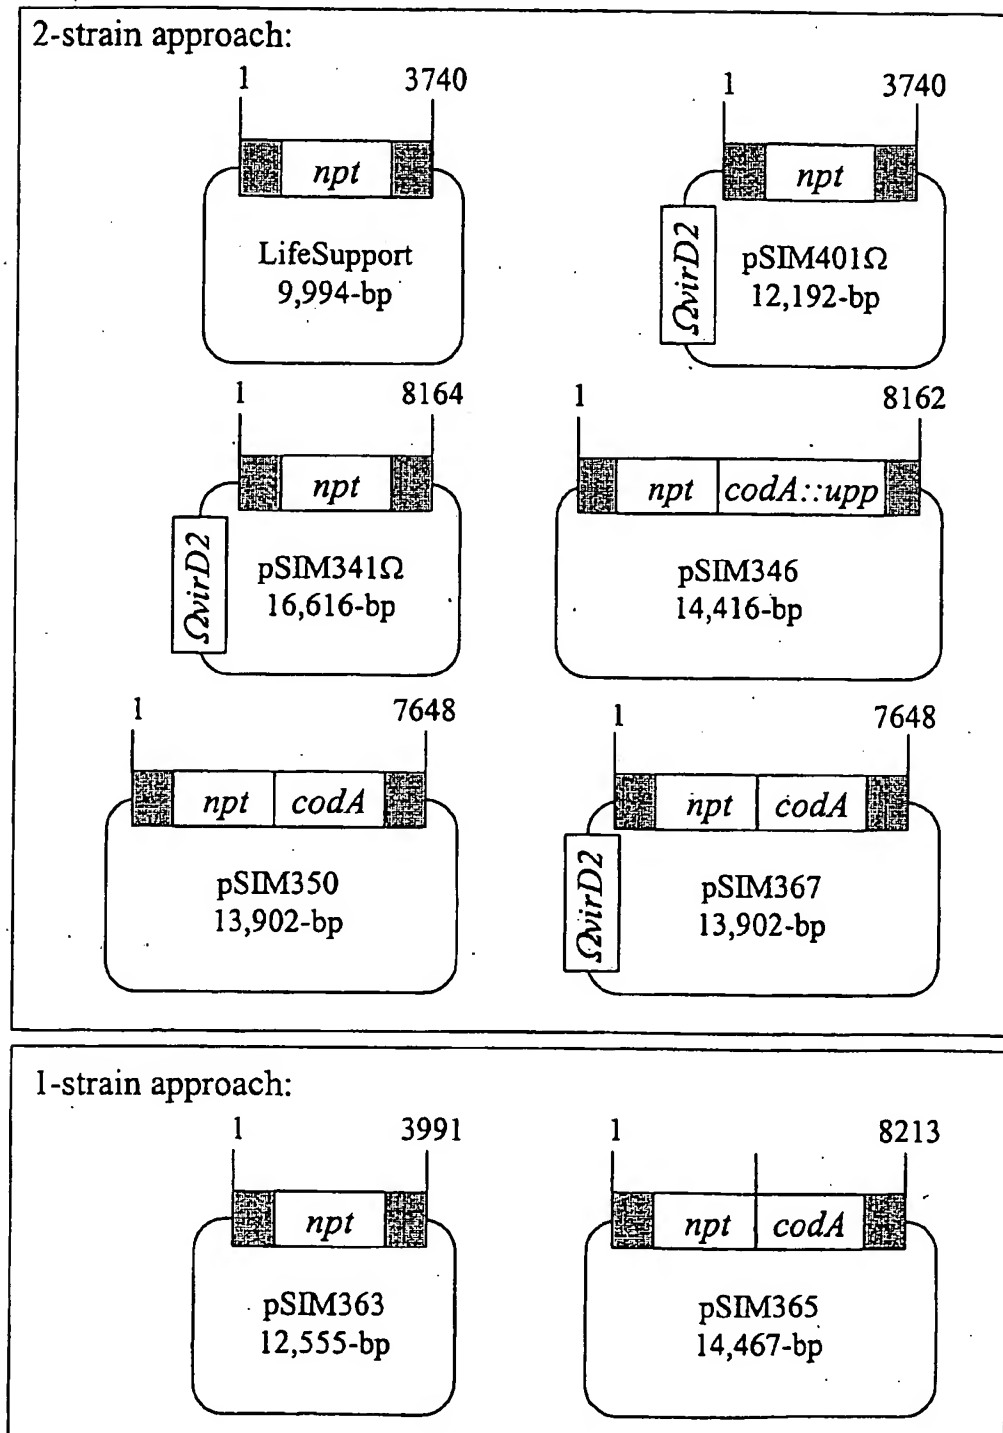 2-strain approach:
1 3740
npt
LifeSupport
9,994-bp
1 3740
npt
ΩvirD2
pSIM401Ω
12,192-bp
1 8164
npt
ΩvirD2
pSIM341Ω
16,616-bp
1 8162
npt codA::upp
pSIM346
14,416-bp
1 7648
npt codA
pSIM350
13,902-bp
1 7648
npt codA
ΩvirD2
pSIM367
13,902-bp
1-strain approach:
1 3991
npt
pSIM363
12,555-bp
1 8213
npt codA
pSIM365
14,467-bp